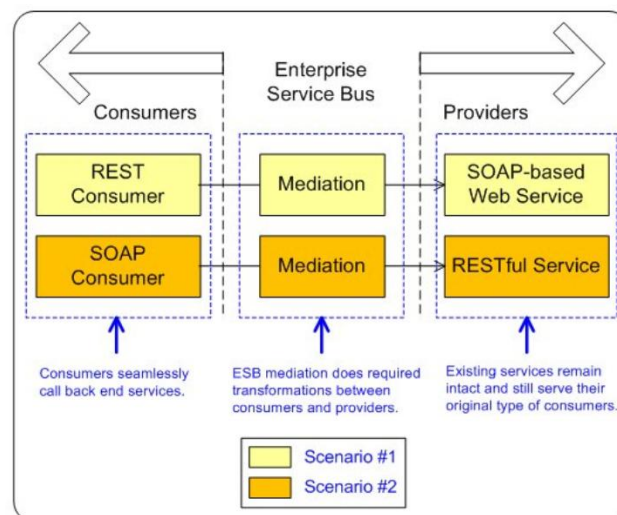 Enterprise
Service Bus
Consumers
Providers
REST
Consumer
Mediation
SOAP-based
Web Service
SOAP
Consumer
Mediation
RESTful Service
Consumers seamlessly
call back end services.
ESB mediation does required
transformations between
consumers and providers.
Existing services remain
intact and still serve their
original type of consumers.
Scenario #1
Scenario #2